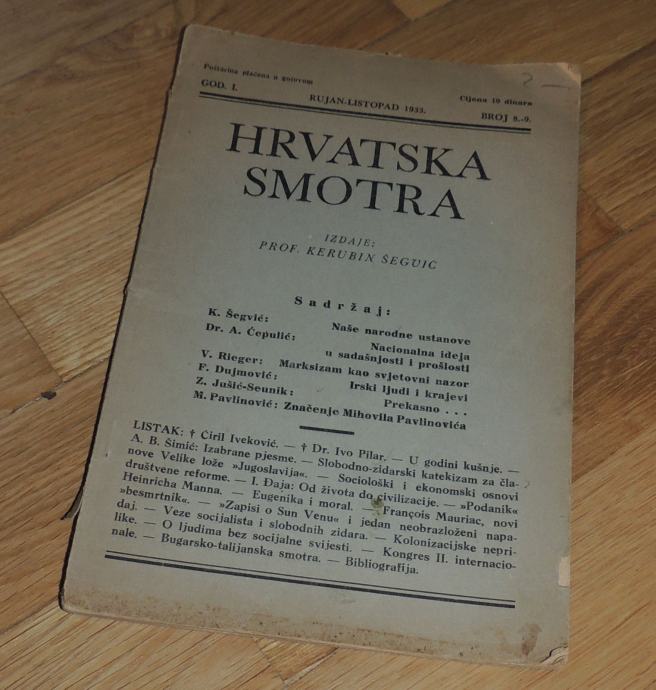 Poštarina plaćena u gotovom
Cijena 10 dinara
GOD. I.
RUJAN-LISTOPAD 1933.
BROJ 8.-9.
HRVATSKA
SMOTRA
IZDAJE:
PROF. KERUBIN ŠEGVIĆ
Sadržaj:
K. Šegvić: Naše narodne ustanove
Dr. A. Čepulić: Nacionalna ideja
u sadašnjosti i prošlosti
V. Rieger: Marksizam kao svjetovni nazor
F. Dujmović: Irski ljudi i krajevi
Z. Jušić-Seunik: Prekasno . . .
M. Pavlinović: Značenje Mihovila Pavlinovića
LISTAK: † Ćiril Iveković. — † Dr. Ivo Pilar. — U godini kušnje. —
A. B. Šimić: Izabrane pjesme. — Slobodno-zidarski katekizam za čla-
nove Velike lože »Jugoslavija«. — Sociološki i ekonomski osnovi
društvene reforme. — I. Đaja: Od života do civilizacije. — »Podanik«
Heinricha Manna. — Eugenika i moral. — François Mauriac, novi
»besmrtnik«. — »Zapisi o Sun Venu« i jedan neobrazloženi napa-
daj. — Veze socijalista i slobodnih zidara. — Kolonizacijske nepri-
like. — O ljudima bez socijalne svijesti. — Kongres II. internacio-
nale. — Bugarsko-talijanska smotra. — Bibliografija.